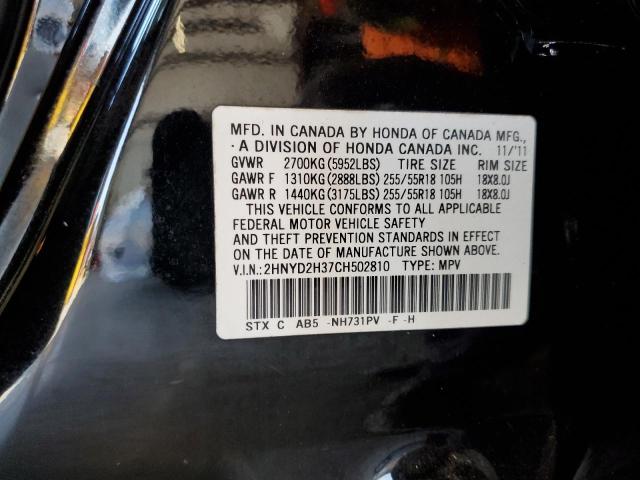 MFD. IN CANADA BY HONDA OF CANADA MFG.,
· A DIVISION OF HONDA CANADA INC. 11/'11
GVWR 2700KG(5952LBS) TIRE SIZE RIM SIZE
GAWR F 1310KG(2888LBS) 255/55R18 105H 18X8.0J
GAWR R 1440KG(3175LBS) 255/55R18 105H 18X8.0J
THIS VEHICLE CONFORMS TO ALL APPLICABLE
FEDERAL MOTOR VEHICLE SAFETY
AND THEFT PREVENTION STANDARDS IN EFFECT
ON THE DATE OF MANUFACTURE SHOWN ABOVE.
V.I.N.:2HNYD2H37CH502810 TYPE: MPV
STX C AB5 -NH731PV -F -H